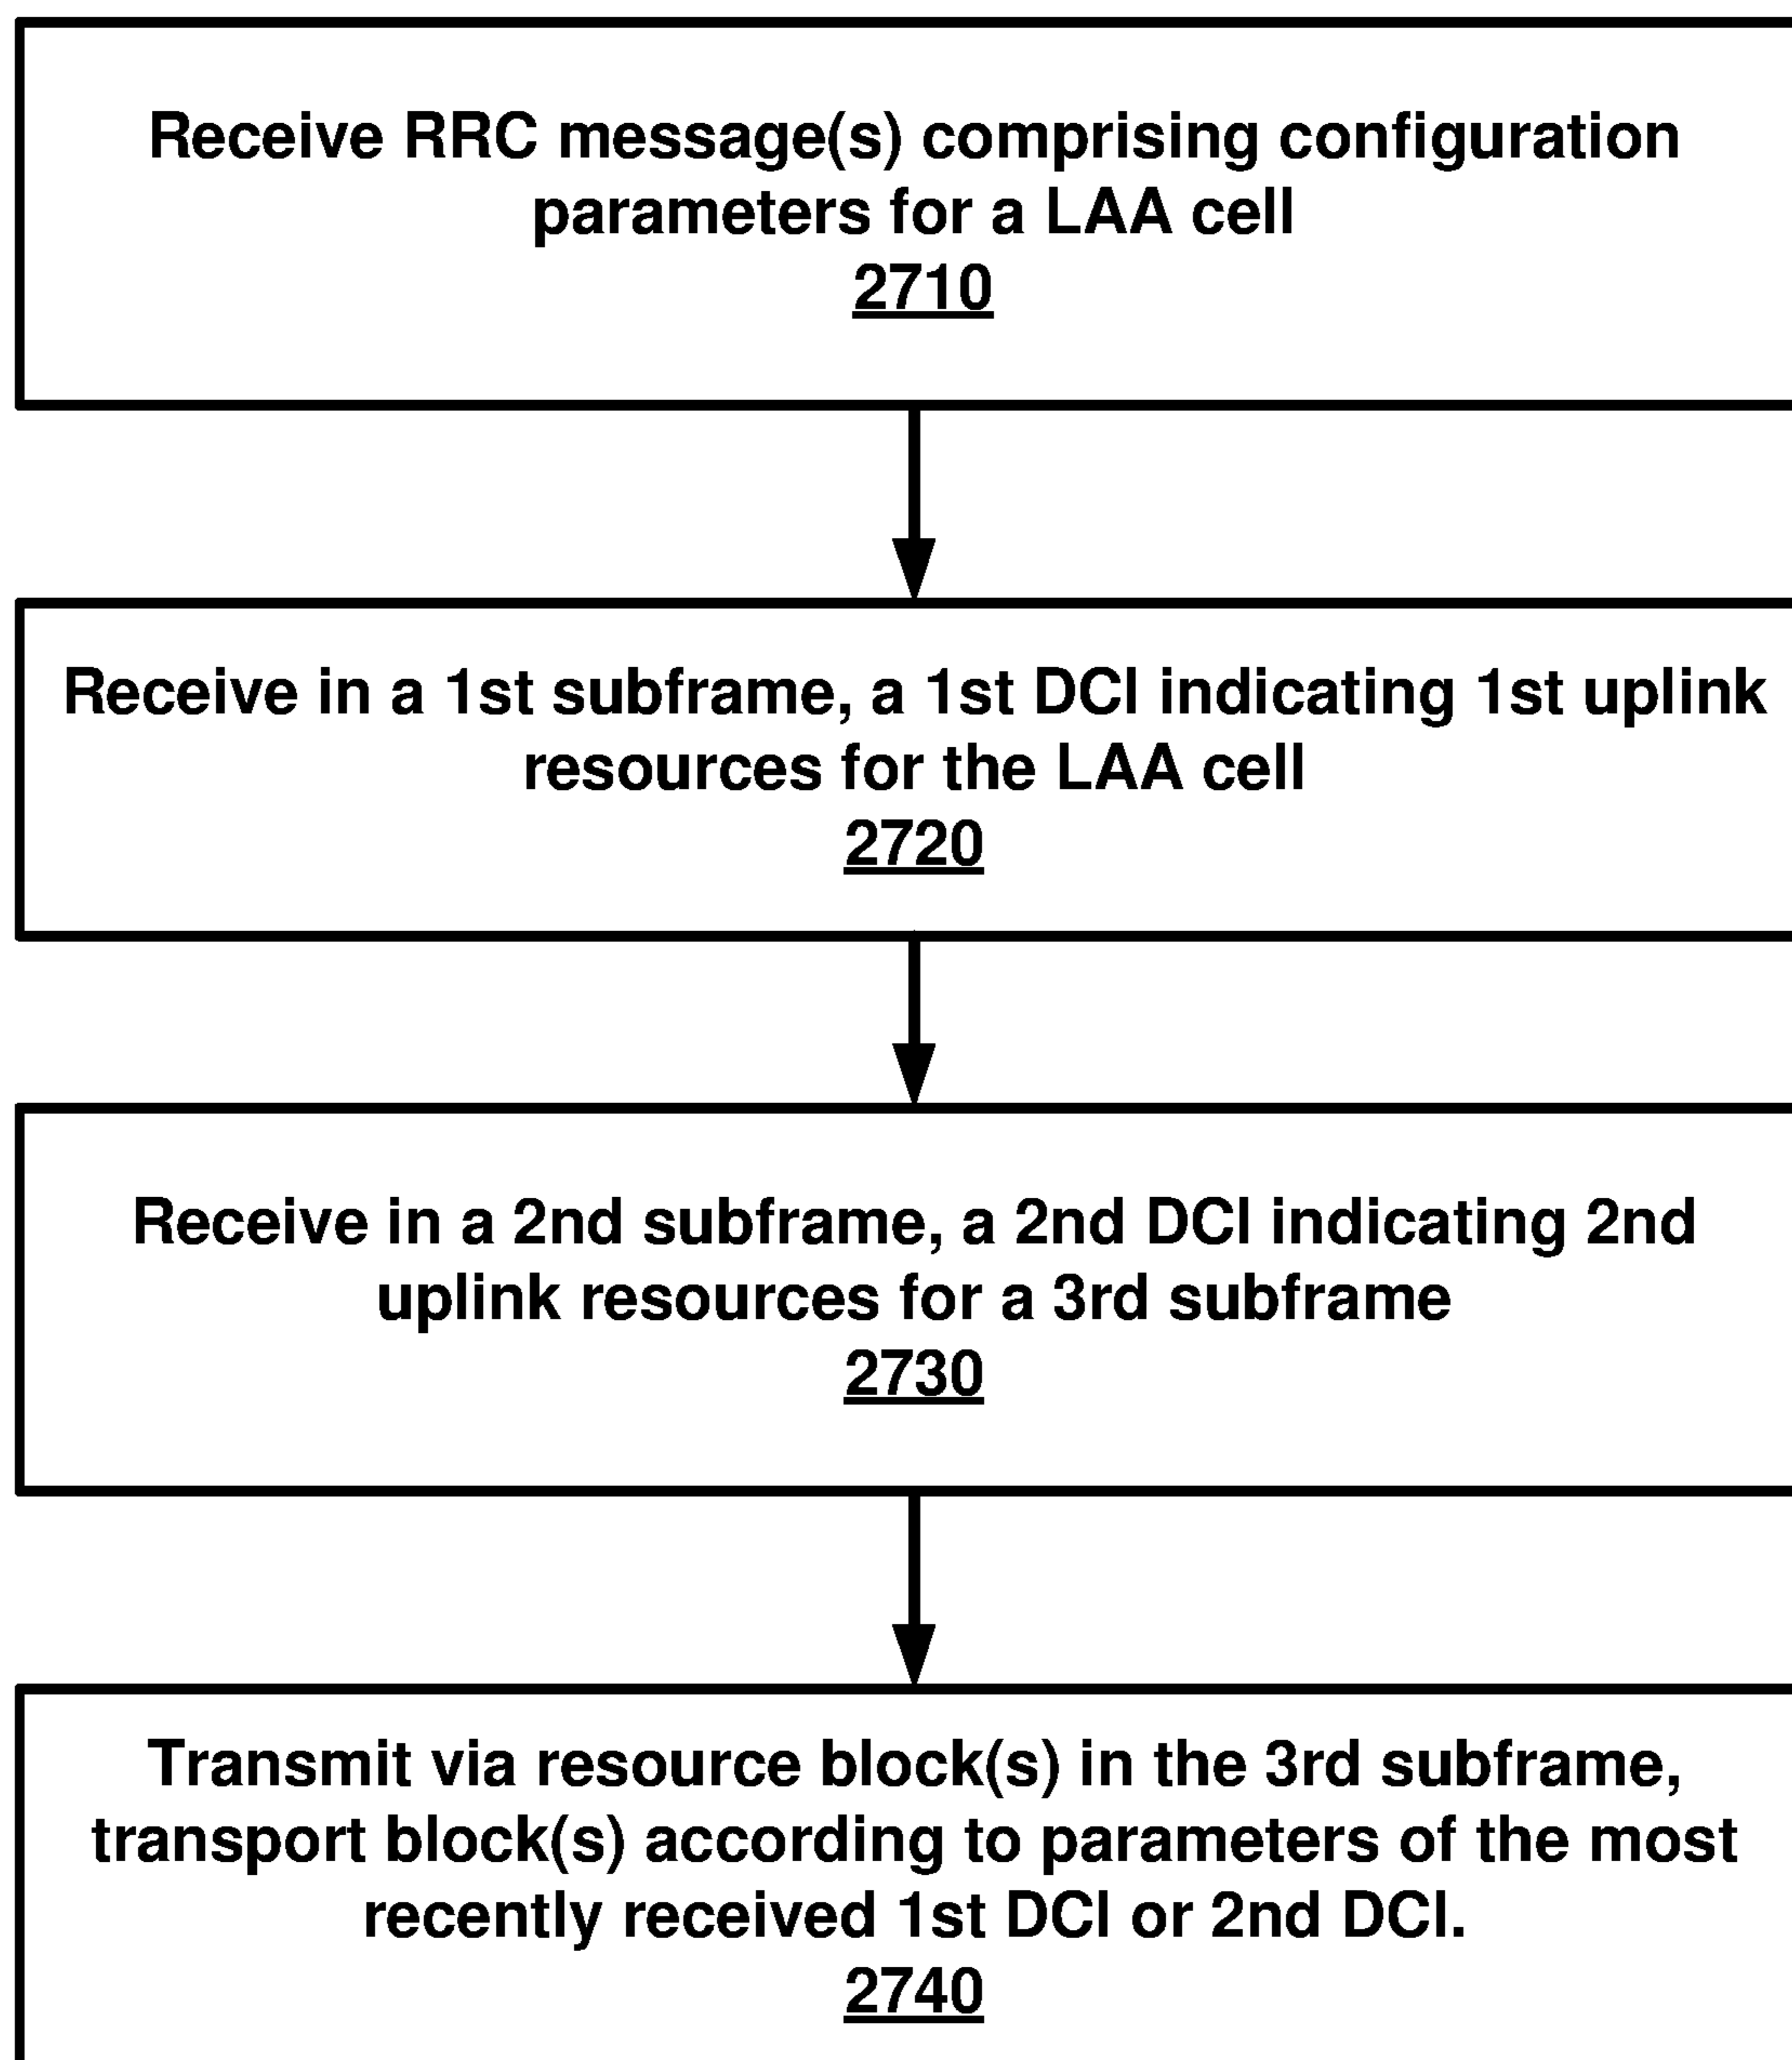 Receive RRC message(s) comprising configuration
parameters for a LAA cell
2710
Receive in a 1st subframe, a 1st DCI indicating 1st uplink
resources for the LAA cell
2720
Receive in a 2nd subframe, a 2nd DCI indicating 2nd
uplink resources for a 3rd subframe
2730
Transmit via resource block(s) in the 3rd subframe,
transport block(s) according to parameters of the most
recently received 1st DCI or 2nd DCI.
2740